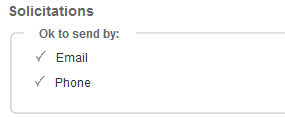 Solicitations
Ok to send by:
Email
Phone